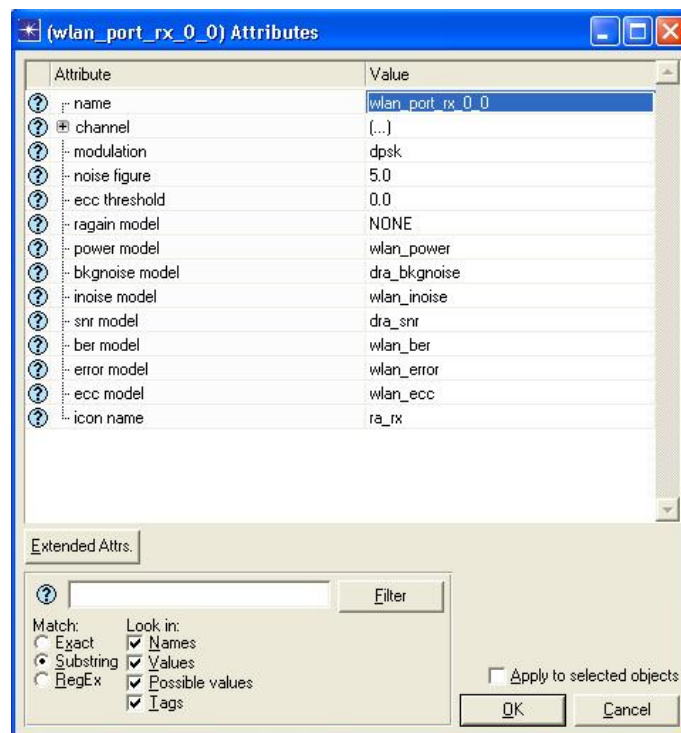 (wlan_port_rx_0_0) Attributes
Attribute Value
name wlan_port_rx_0_0
channel (...)
modulation dpsk
noise figure 5.0
ecc threshold 0.0
ragain model NONE
power model wlan_power
bkgnoise model dra_bkgnoise
inoise model wlan_inoise
snr model dra_snr
ber model wlan_ber
error model wlan_error
ecc model wlan_ecc
icon name ra_rx
Extended Attrs.
Filter
Match: Look in:
Exact Names
Substring Values
RegEx Possible values
Tags
Apply to selected objects
OK Cancel